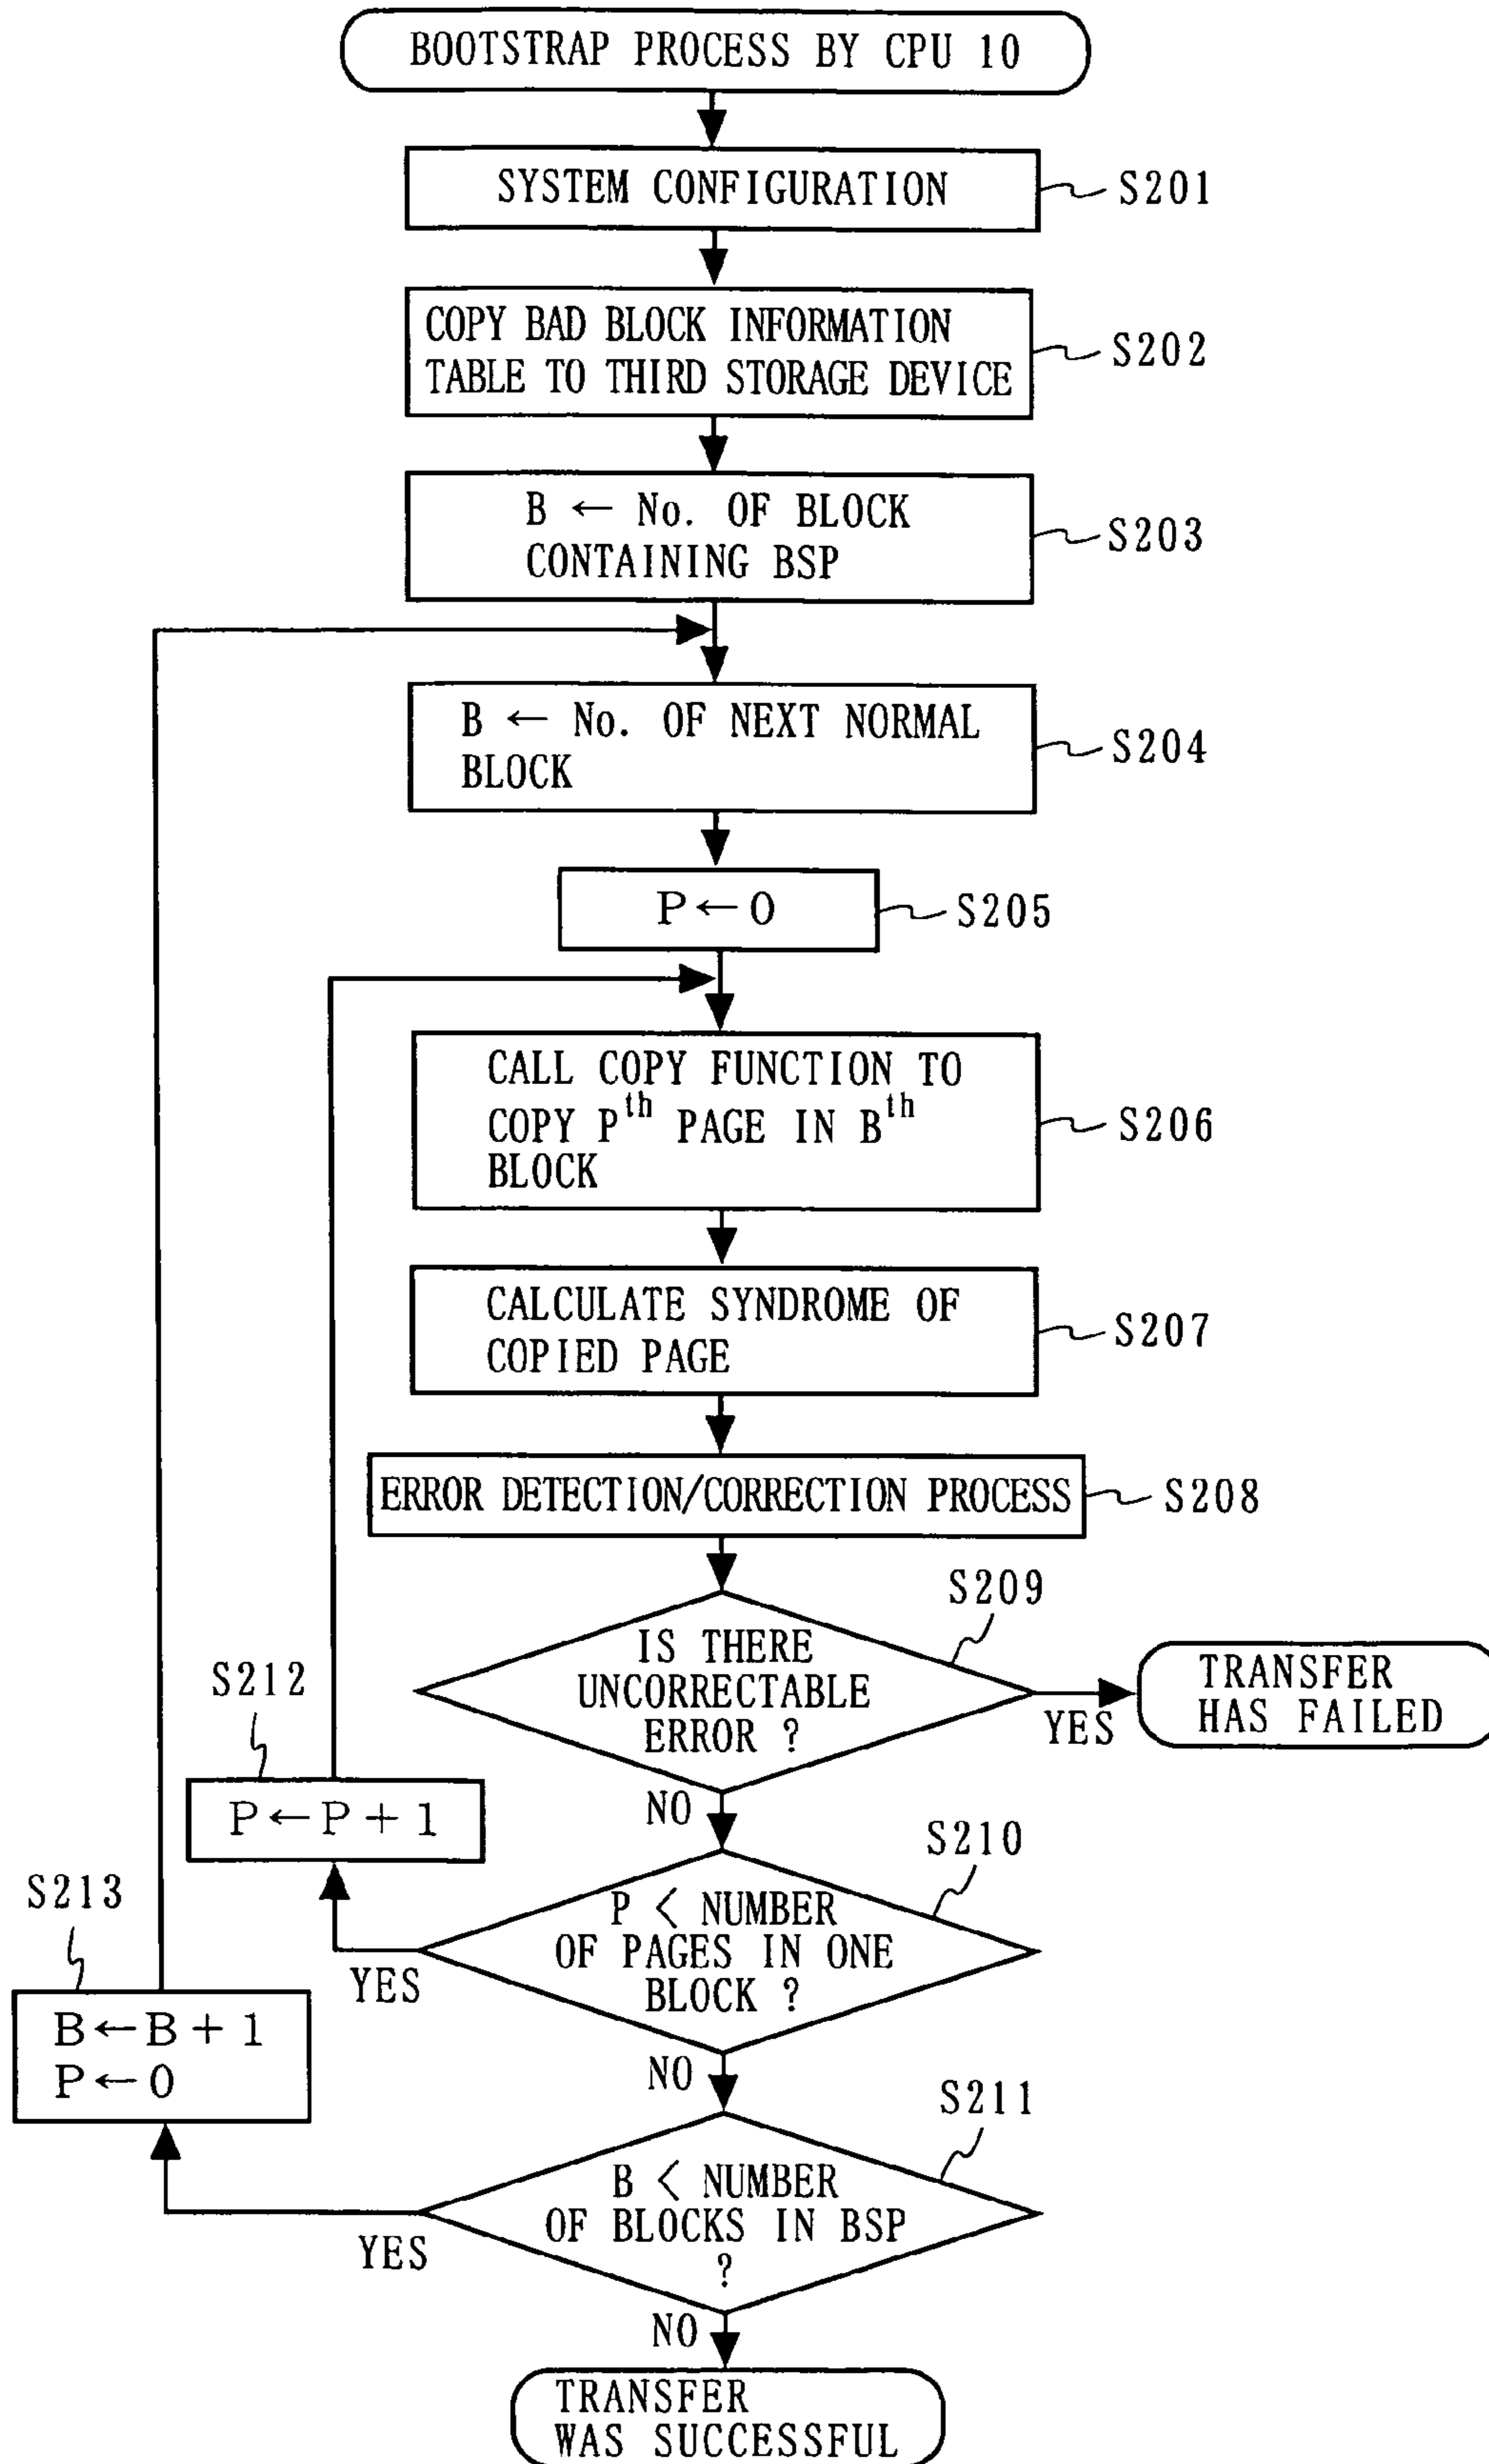 BOOTSTRAP PROCESS BY CPU 10
SYSTEM CONFIGURATION
S201
COPY BAD BLOCK INFORMATION
TABLE TO THIRD STORAGE DEVICE
S202
B ← No. OF BLOCK
CONTAINING BSP
S203
B ← No. OF NEXT NORMAL
BLOCK
S204
P←0
S205
CALL COPY FUNCTION TO
COPY Pth PAGE IN Bth
BLOCK
S206
CALCULATE SYNDROME OF
COPIED PAGE
S207
ERROR DETECTION/CORRECTION PROCESS
S208
S209
IS THERE
UNCORRECTABLE
ERROR ?
YES
TRANSFER
HAS FAILED
NO
S212
P←P+1
S210
P < NUMBER
OF PAGES IN ONE
BLOCK ?
YES
S213
B←B+1
P←0
NO
S211
B < NUMBER
OF BLOCKS IN BSP
?
YES
NO
TRANSFER
WAS SUCCESSFUL